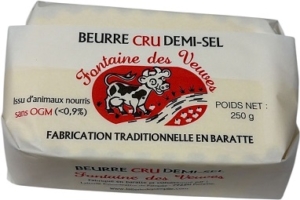 BEURRE CRU DEMI-SEL
Fontaine des Veuves
Issu d'animaux nourris
sans OGM (<0,9%)
POIDS NET :
250 g
FABRICATION TRADITIONNELLE EN BARATTE
BEURRE CRU DEMI-SEL
Fontaine des Veuves